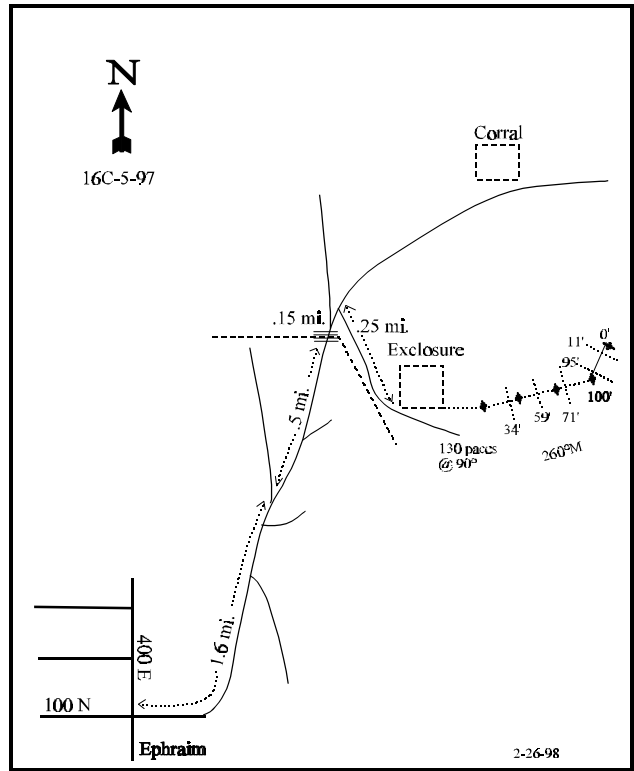 N
16C-5-97
Corral
.15 mi.
.25 mi.
Exclosure
0'
11'
95'
100'
.5 mi.
34'
59'
71'
130 paces
@ 90°
260°M
1.6 mi.
400 E
100 N
Ephraim
2-26-98